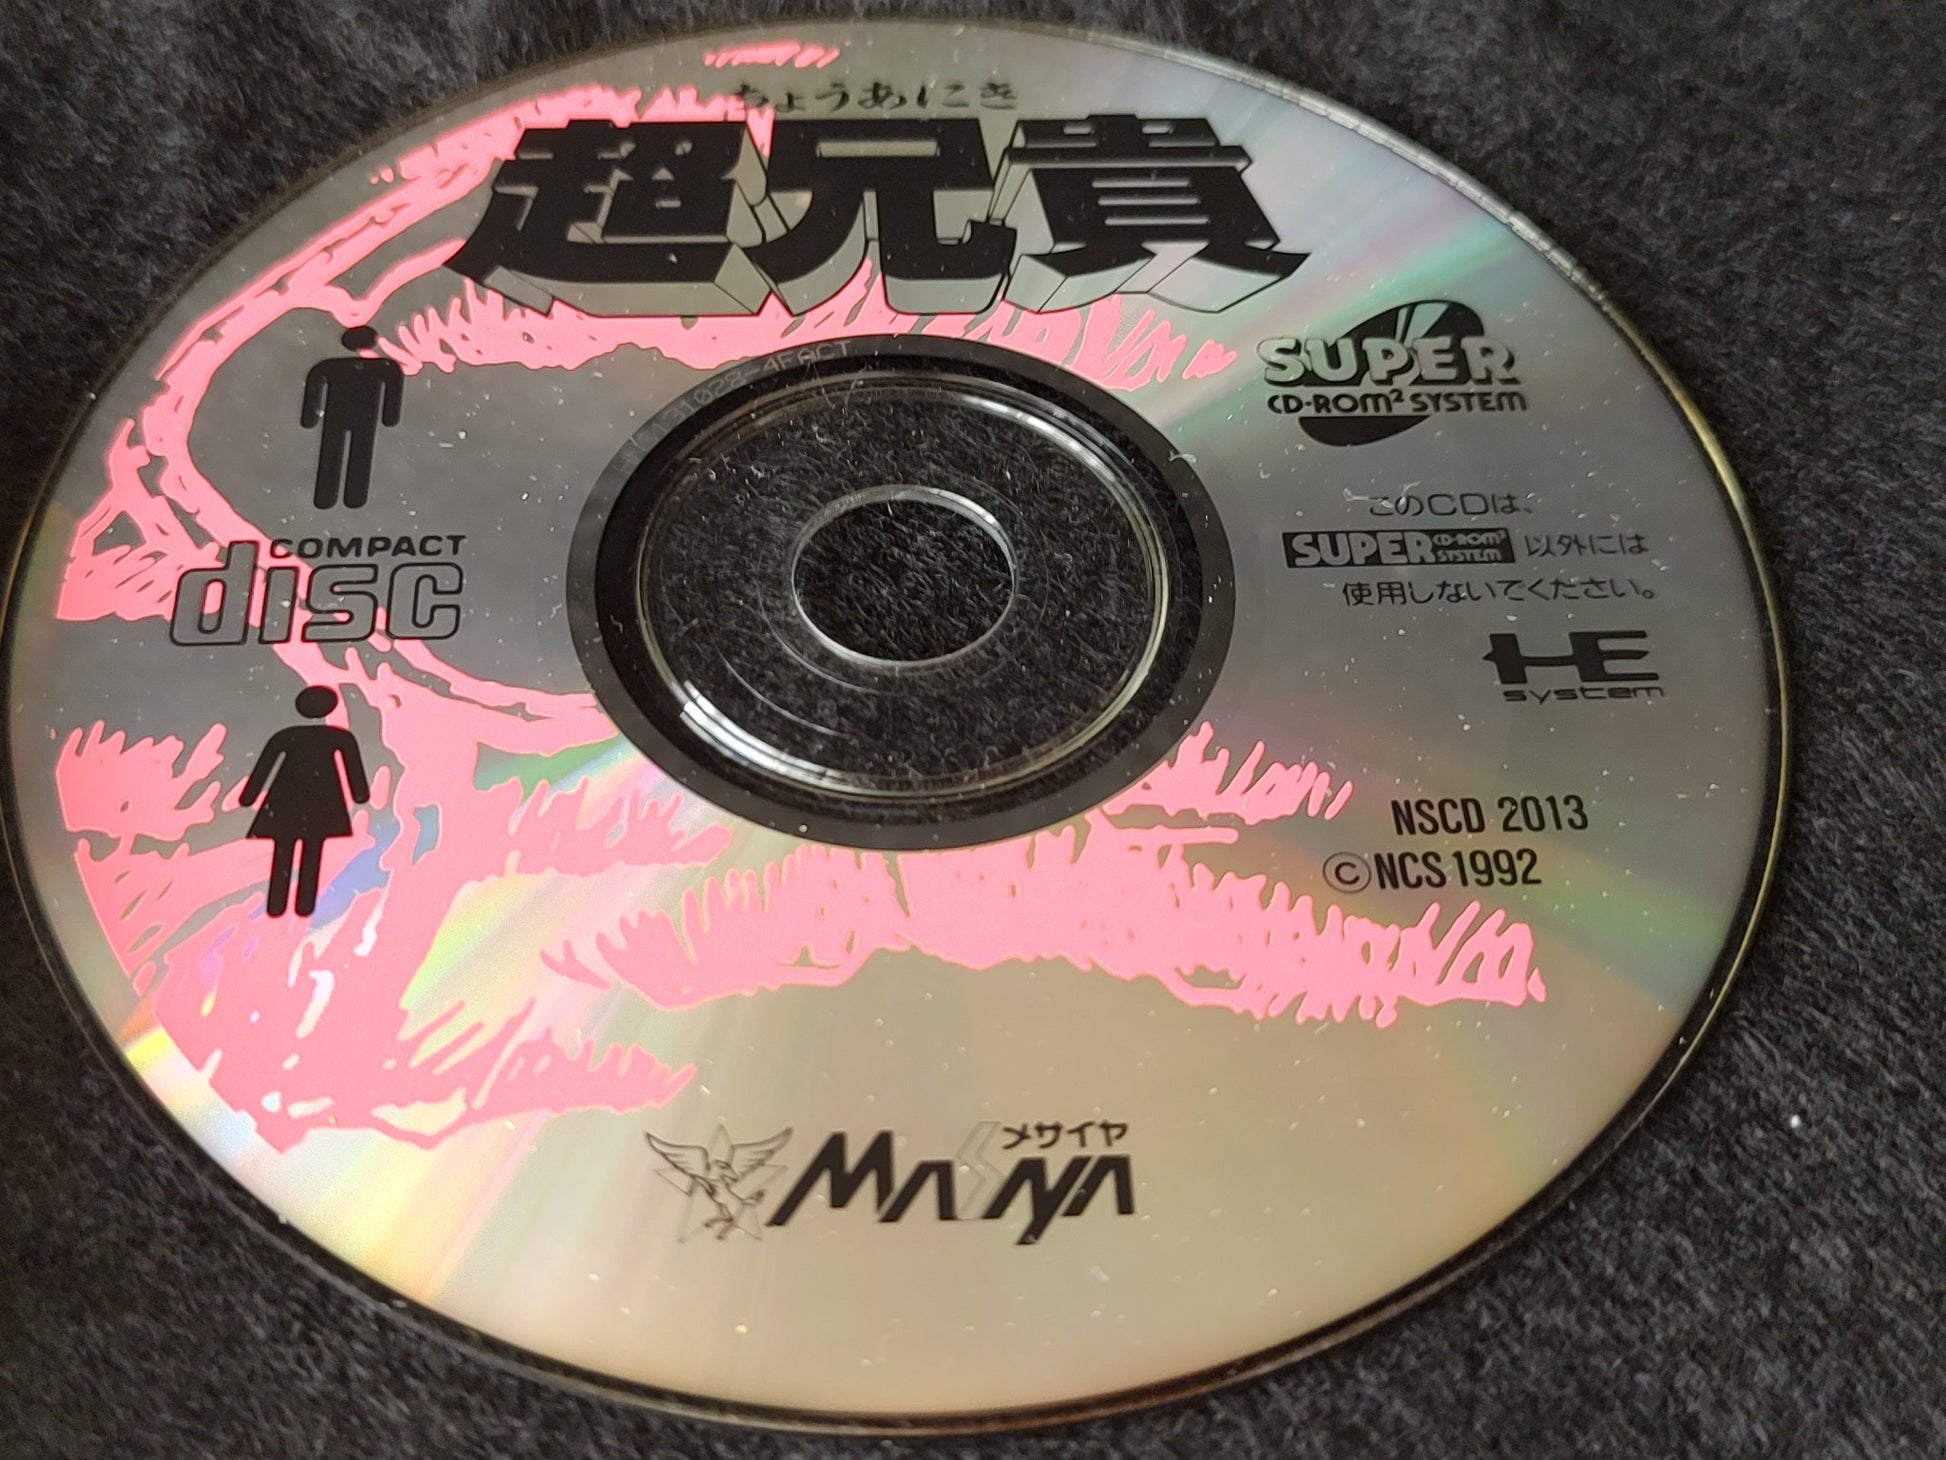 ちょうあにき
超兄貴
SUPER
CD-ROM² SYSTEM
COMPACT
disc
このCDは、
SUPER CD-ROM² SYSTEM 以外には
使用しないでください。
HE
system
NSCD 2013
©NCS 1992
メサイヤ
MASAYA